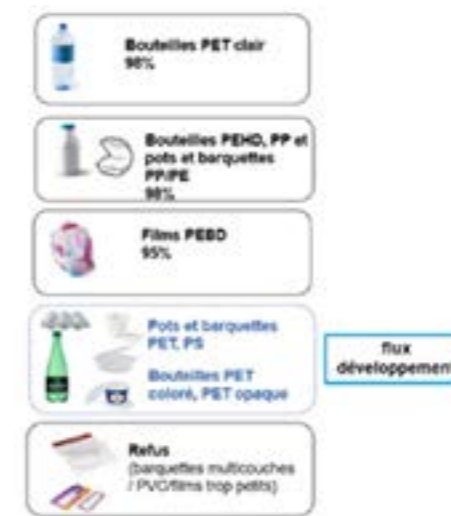 Bouteilles PET clair
98%
Bouteilles PEHD, PP et
pots et barquettes
PP/PE
98%
Films PEBD
95%
Pots et barquettes
PET, PS
Bouteilles PET
coloré, PET opaque
flux
développement
Refus
(barquettes multicouches
/ PVC/films trop petits)